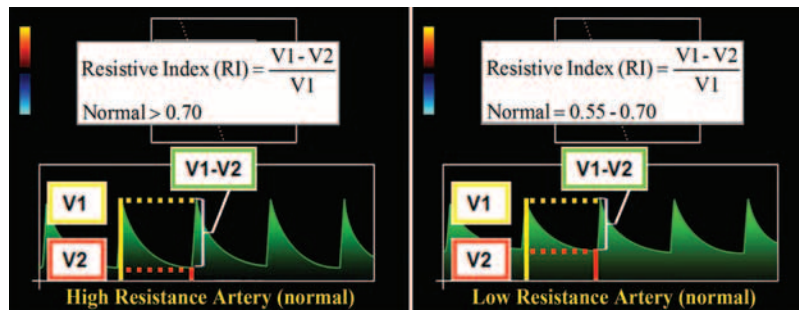 Resistive Index (RI) = V1 - V2 / V1
Normal > 0.70
V1-V2
V1
V2
High Resistance Artery (normal)
Resistive Index (RI) = V1 - V2 / V1
Normal = 0.55 - 0.70
V1-V2
V1
V2
Low Resistance Artery (normal)